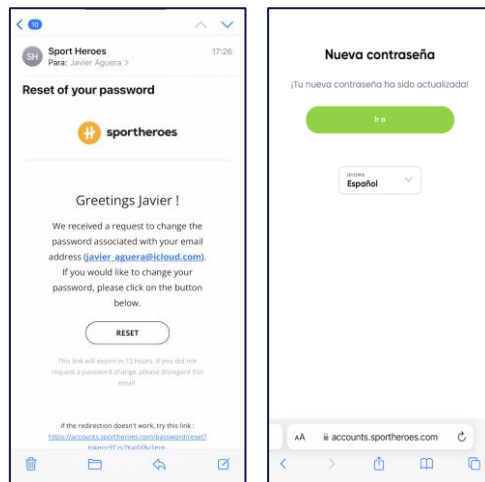 10
Sport Heroes
17:26
SH
Para: Javier Aguera >
Reset of your password
sportheroes
Greetings Javier !
We received a request to change the
password associated with your email
address (javier_aguera@icloud.com).
If you would like to change your
password, please click on the button
below.
RESET
This link will expire in 72 hours. If you did not
request a password change, please disregard this
email.
If the redirection doesn't work, try this link :
https://accounts.sportheroes.com/password/reset?
Nueva contraseña
¡Tu nueva contraseña ha sido actualizada!
Ir a
IDIOMA
Español
AA
accounts.sportheroes.com